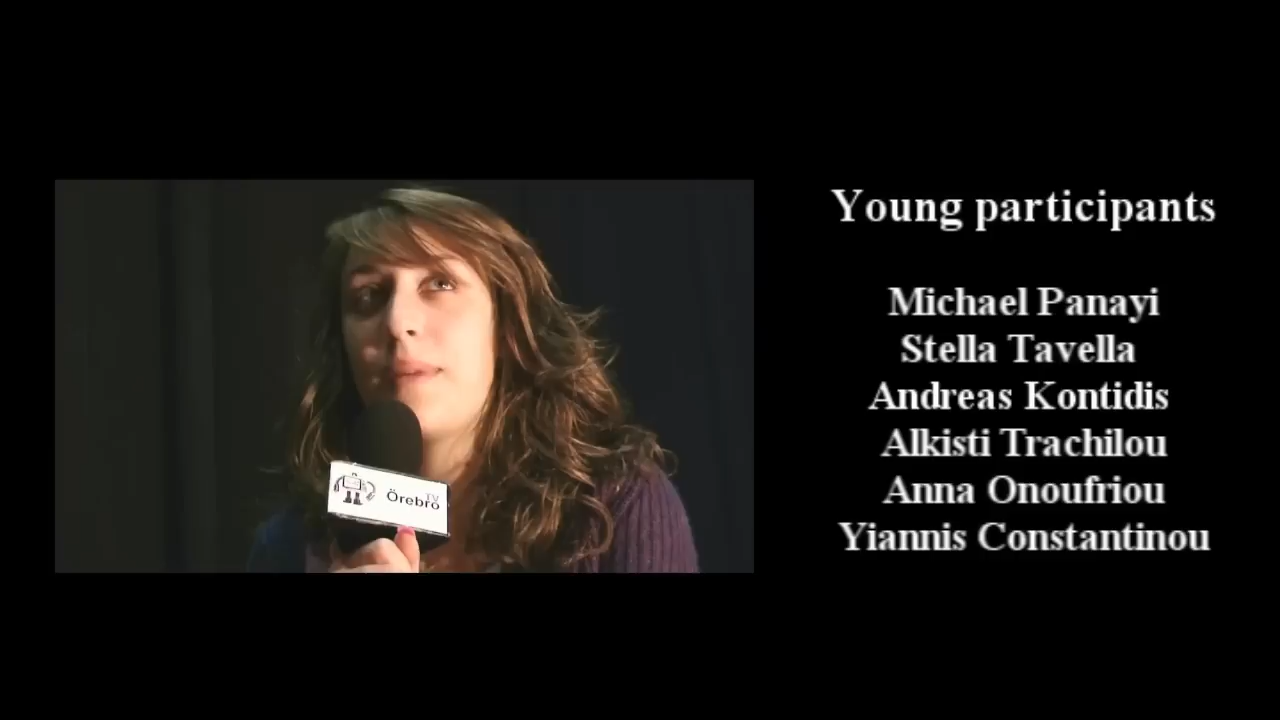 Young participants
Michael Panayi
Stella Tavella
Andreas Kontidis
Alkisti Trachilou
Anna Onoufriou
Yiannis Constantinou
TV
Örebro